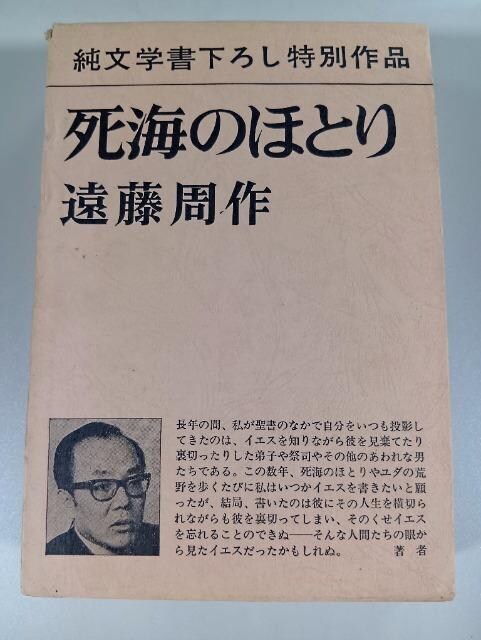 純文学書下ろし特別作品
死海のほとり
遠藤周作
長年の間、私が聖書のなかで自分をいつも投影し
てきたのは、イエスを知りながら彼を見棄てたり
裏切ったりした弟子や祭司やその他のあわれな男
たちである。この数年、死海のほとりやユダの荒
野を歩くたびに私はいつかイエスを書きたいと願
ったが、結局、書いたのは彼にその人生を横切ら
れながらも彼を裏切ってしまい、そのくせイエス
を忘れることのできぬ――そんな人間たちの眼か
ら見たイエスだったかもしれぬ。 著者